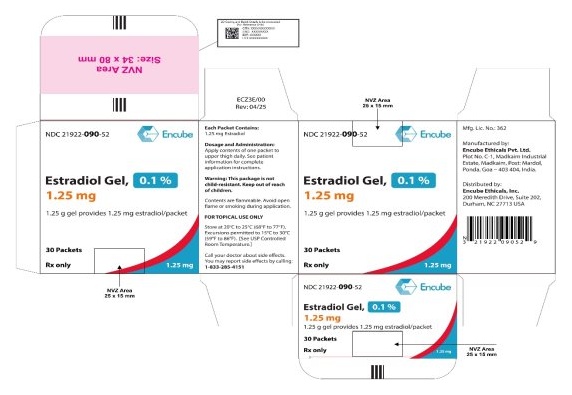 NVZ Area
Size: 34 x 80 mm
ECZ3E/00
Rev: 04/25
NVZ Area
25 x 15 mm
NDC 21922-090-52
Encube
Estradiol Gel, 0.1 %
1.25 mg
1.25 g gel provides 1.25 mg estradiol/packet
30 Packets
Rx only
1.25 mg
NVZ Area
25 x 15 mm
Each Packet Contains:
1.25 mg Estradiol
Dosage and Administration:
Apply contents of one packet to
upper thigh daily. See patient
information for complete
application instructions.
Warning: This package is not
child-resistant. Keep out of reach
of children.
Contents are flammable. Avoid open
flame or smoking during application.
FOR TOPICAL USE ONLY
Store at 20°C to 25°C (68°F to 77°F),
Excursions permitted to 15°C to 30°C
(59°F to 86°F). [See USP Controlled
Room Temperature.]
Call your doctor about side effects.
You may report side effects by calling:
1-833-285-4151
NDC 21922-090-52
Encube
Estradiol Gel, 0.1 %
1.25 mg
1.25 g gel provides 1.25 mg estradiol/packet
30 Packets
Rx only
1.25 mg
Mfg. Lic. No.: 362
Manufactured by:
Encube Ethicals Pvt. Ltd.
Plot No. C-1, Madkaim Industrial
Estate, Madkaim, Post: Mardol,
Ponda, Goa – 403 404, India.
Distributed by:
Encube Ethicals, Inc.
200 Meredith Drive, Suite 202,
Durham, NC 27713 USA
3 21922 09052 9
NDC 21922-090-52
Encube
Estradiol Gel, 0.1 %
1.25 mg
1.25 g gel provides 1.25 mg estradiol/packet
30 Packets
Rx only
1.25 mg
NVZ Area
25 x 15 mm